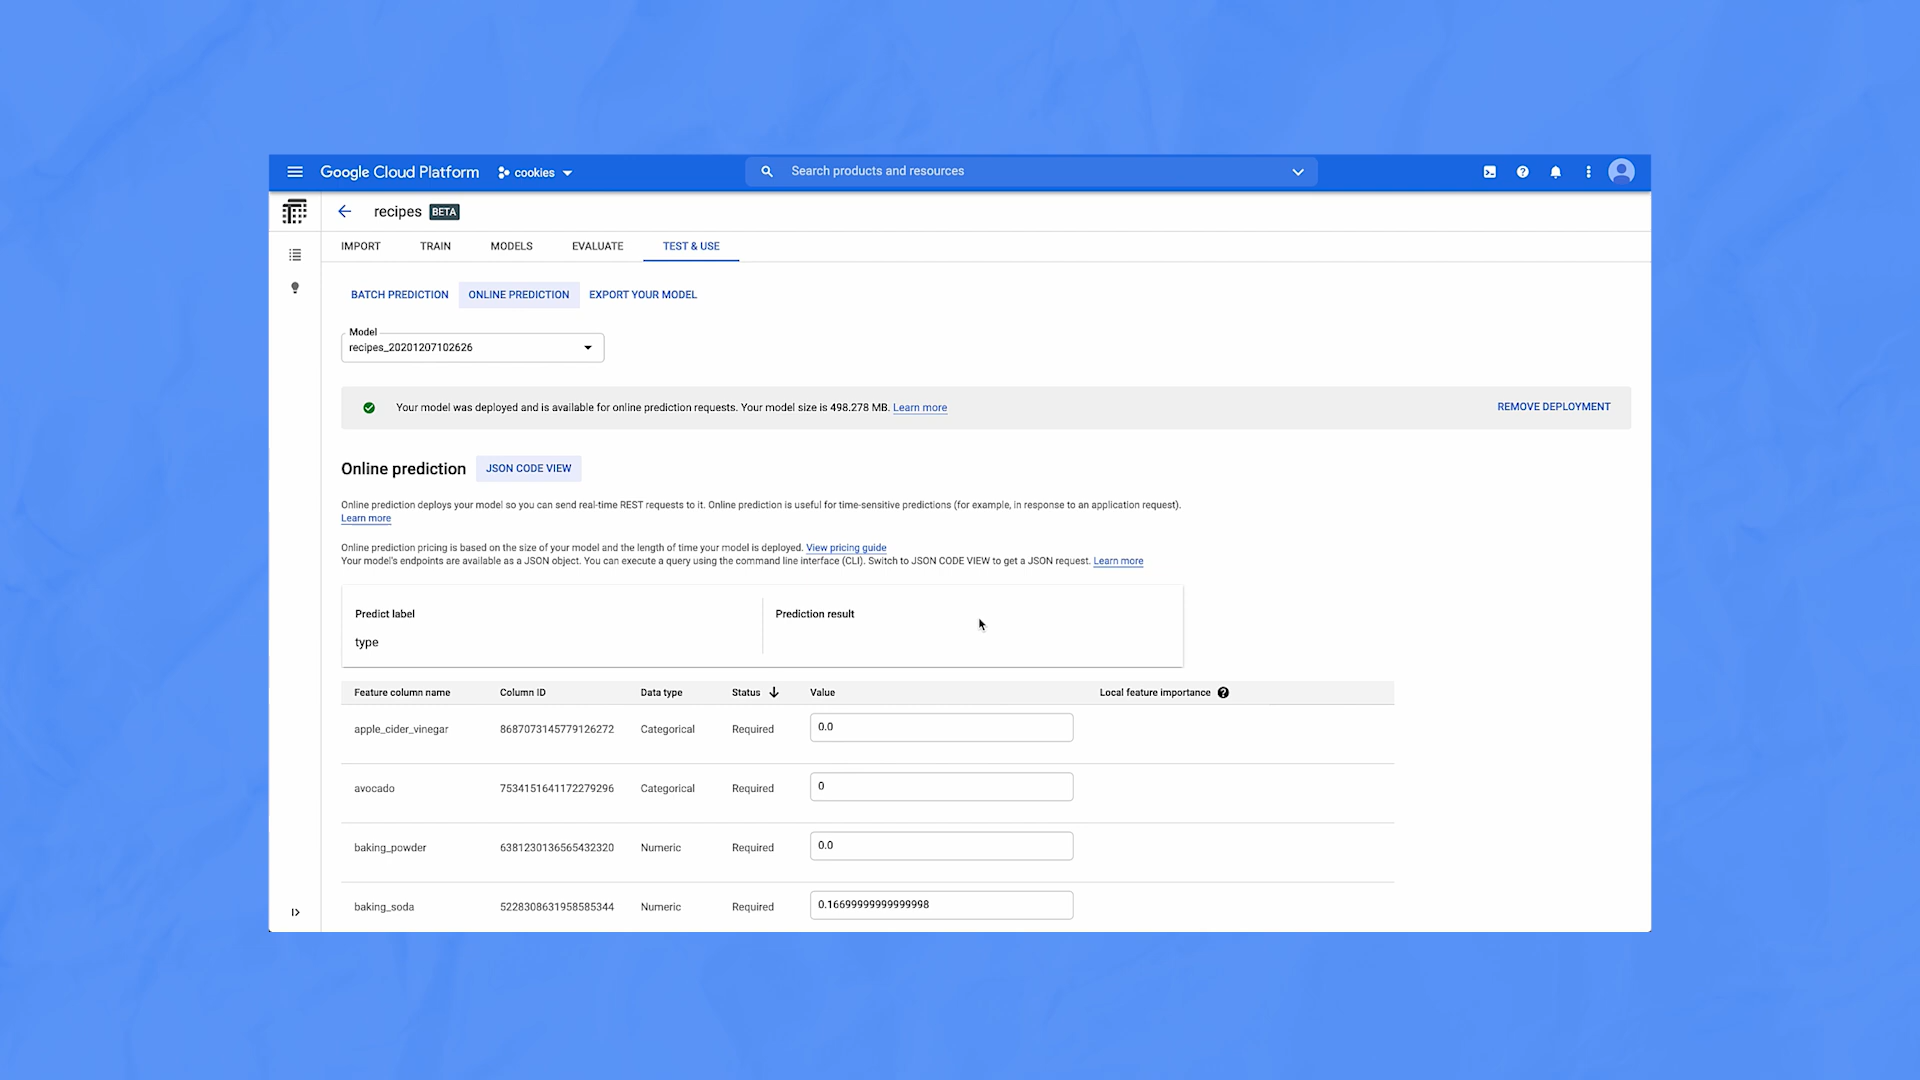 Google Cloud Platform cookies Search products and resources
recipes BETA
IMPORT TRAIN MODELS EVALUATE TEST & USE
BATCH PREDICTION ONLINE PREDICTION EXPORT YOUR MODEL
Model
recipes_20201207102626
Your model was deployed and is available for online prediction requests. Your model size is 498.278 MB. Learn more REMOVE DEPLOYMENT
Online prediction JSON CODE VIEW
Online prediction deploys your model so you can send real-time REST requests to it. Online prediction is useful for time-sensitive predictions (for example, in response to an application request).
Learn more
Online prediction pricing is based on the size of your model and the length of time your model is deployed. View pricing guide
Your model's endpoints are available as a JSON object. You can execute a query using the command line interface (CLI). Switch to JSON CODE VIEW to get a JSON request. Learn more
Predict label Prediction result
type
Feature column name Column ID Data type Status Value Local feature importance
apple_cider_vinegar 8687073145779126272 Categorical Required 0.0
avocado 7534151641172279296 Categorical Required 0
baking_powder 6381230136565432320 Numeric Required 0.0
baking_soda 5228308631958585344 Numeric Required 0.16699999999999998